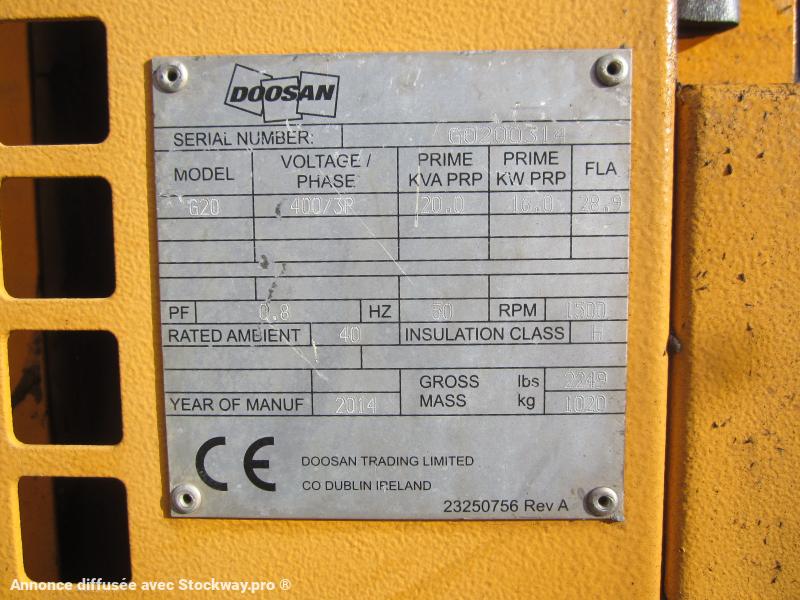 DOOSAN
SERIAL NUMBER: G0200314
MODEL VOLTAGE / PHASE PRIME KVA PRP PRIME KW PRP FLA
G20 400/3P 20.0 16.0 28.9
PF 0.8 HZ 50 RPM 1500
RATED AMBIENT 40 INSULATION CLASS H
GROSS MASS lbs 2249
YEAR OF MANUF 2014 kg 1020
CE
DOOSAN TRADING LIMITED
CO DUBLIN IRELAND
23250756 Rev A
Annonce diffusée avec Stockway.pro ®